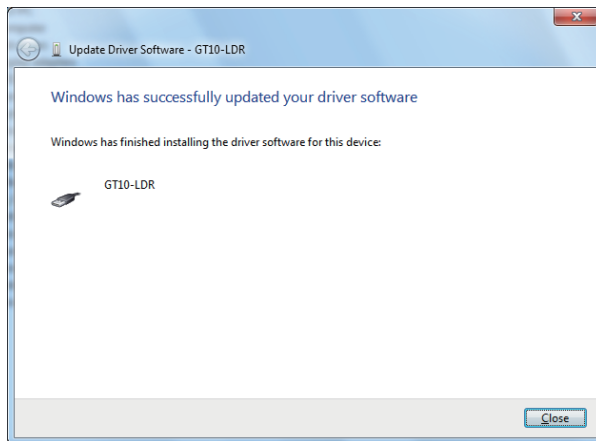 Update Driver Software - GT10-LDR
Windows has successfully updated your driver software
Windows has finished installing the driver software for this device:
GT10-LDR
Close